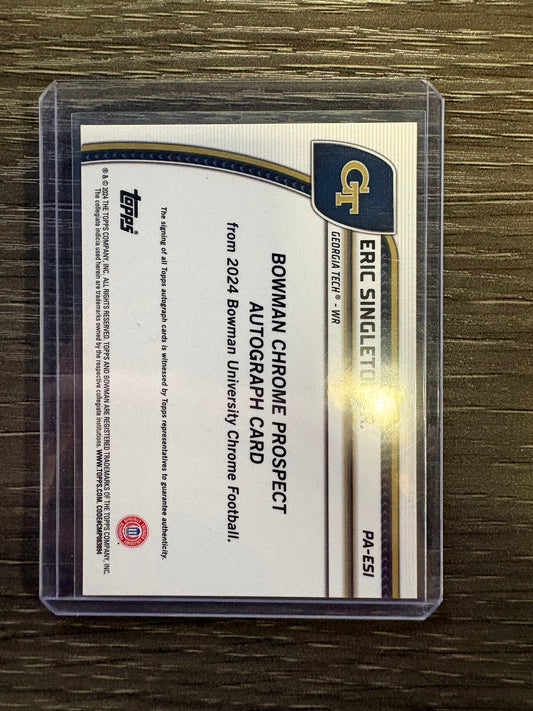 GT
ERIC SINGLETON
GEORGIA TECH® - WR
PA-ESI
BOWMAN CHROME PROSPECT
AUTOGRAPH CARD
from 2024 Bowman University Chrome Football.
The signing of all Topps autograph cards is witnessed by Topps representatives to guarantee authenticity.
topps
® & © 2024 THE TOPPS COMPANY, INC. ALL RIGHTS RESERVED. TOPPS AND BOWMAN ARE REGISTERED TRADEMARKS OF THE TOPPS COMPANY, INC.
The collegiate indicia used herein are trademarks owned by the respective collegiate institutions. WWW.TOPPS.COM.